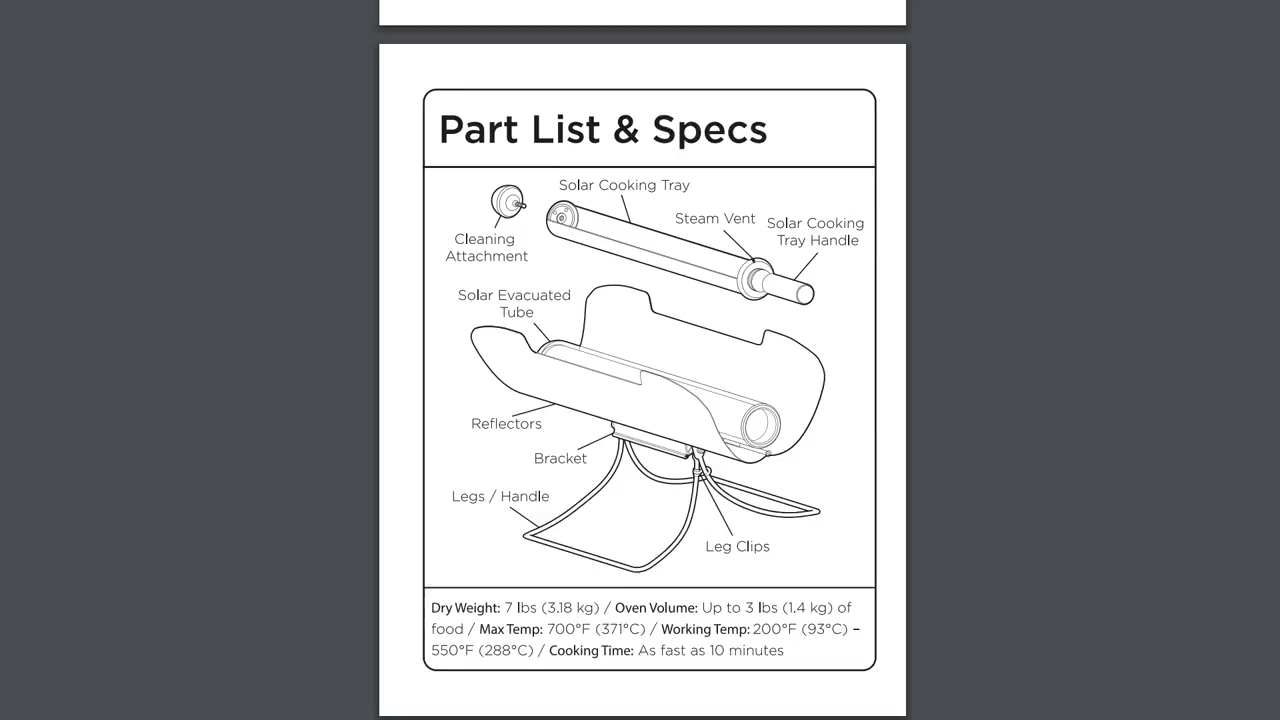 Part List & Specs
Solar Cooking Tray
Steam Vent
Solar Cooking
Tray Handle
Cleaning
Attachment
Solar Evacuated
Tube
Reflectors
Bracket
Legs / Handle
Leg Clips
Dry Weight: 7 lbs (3.18 kg) / Oven Volume: Up to 3 lbs (1.4 kg) of
food / Max Temp: 700°F (371°C) / Working Temp: 200°F (93°C) –
550°F (288°C) / Cooking Time: As fast as 10 minutes